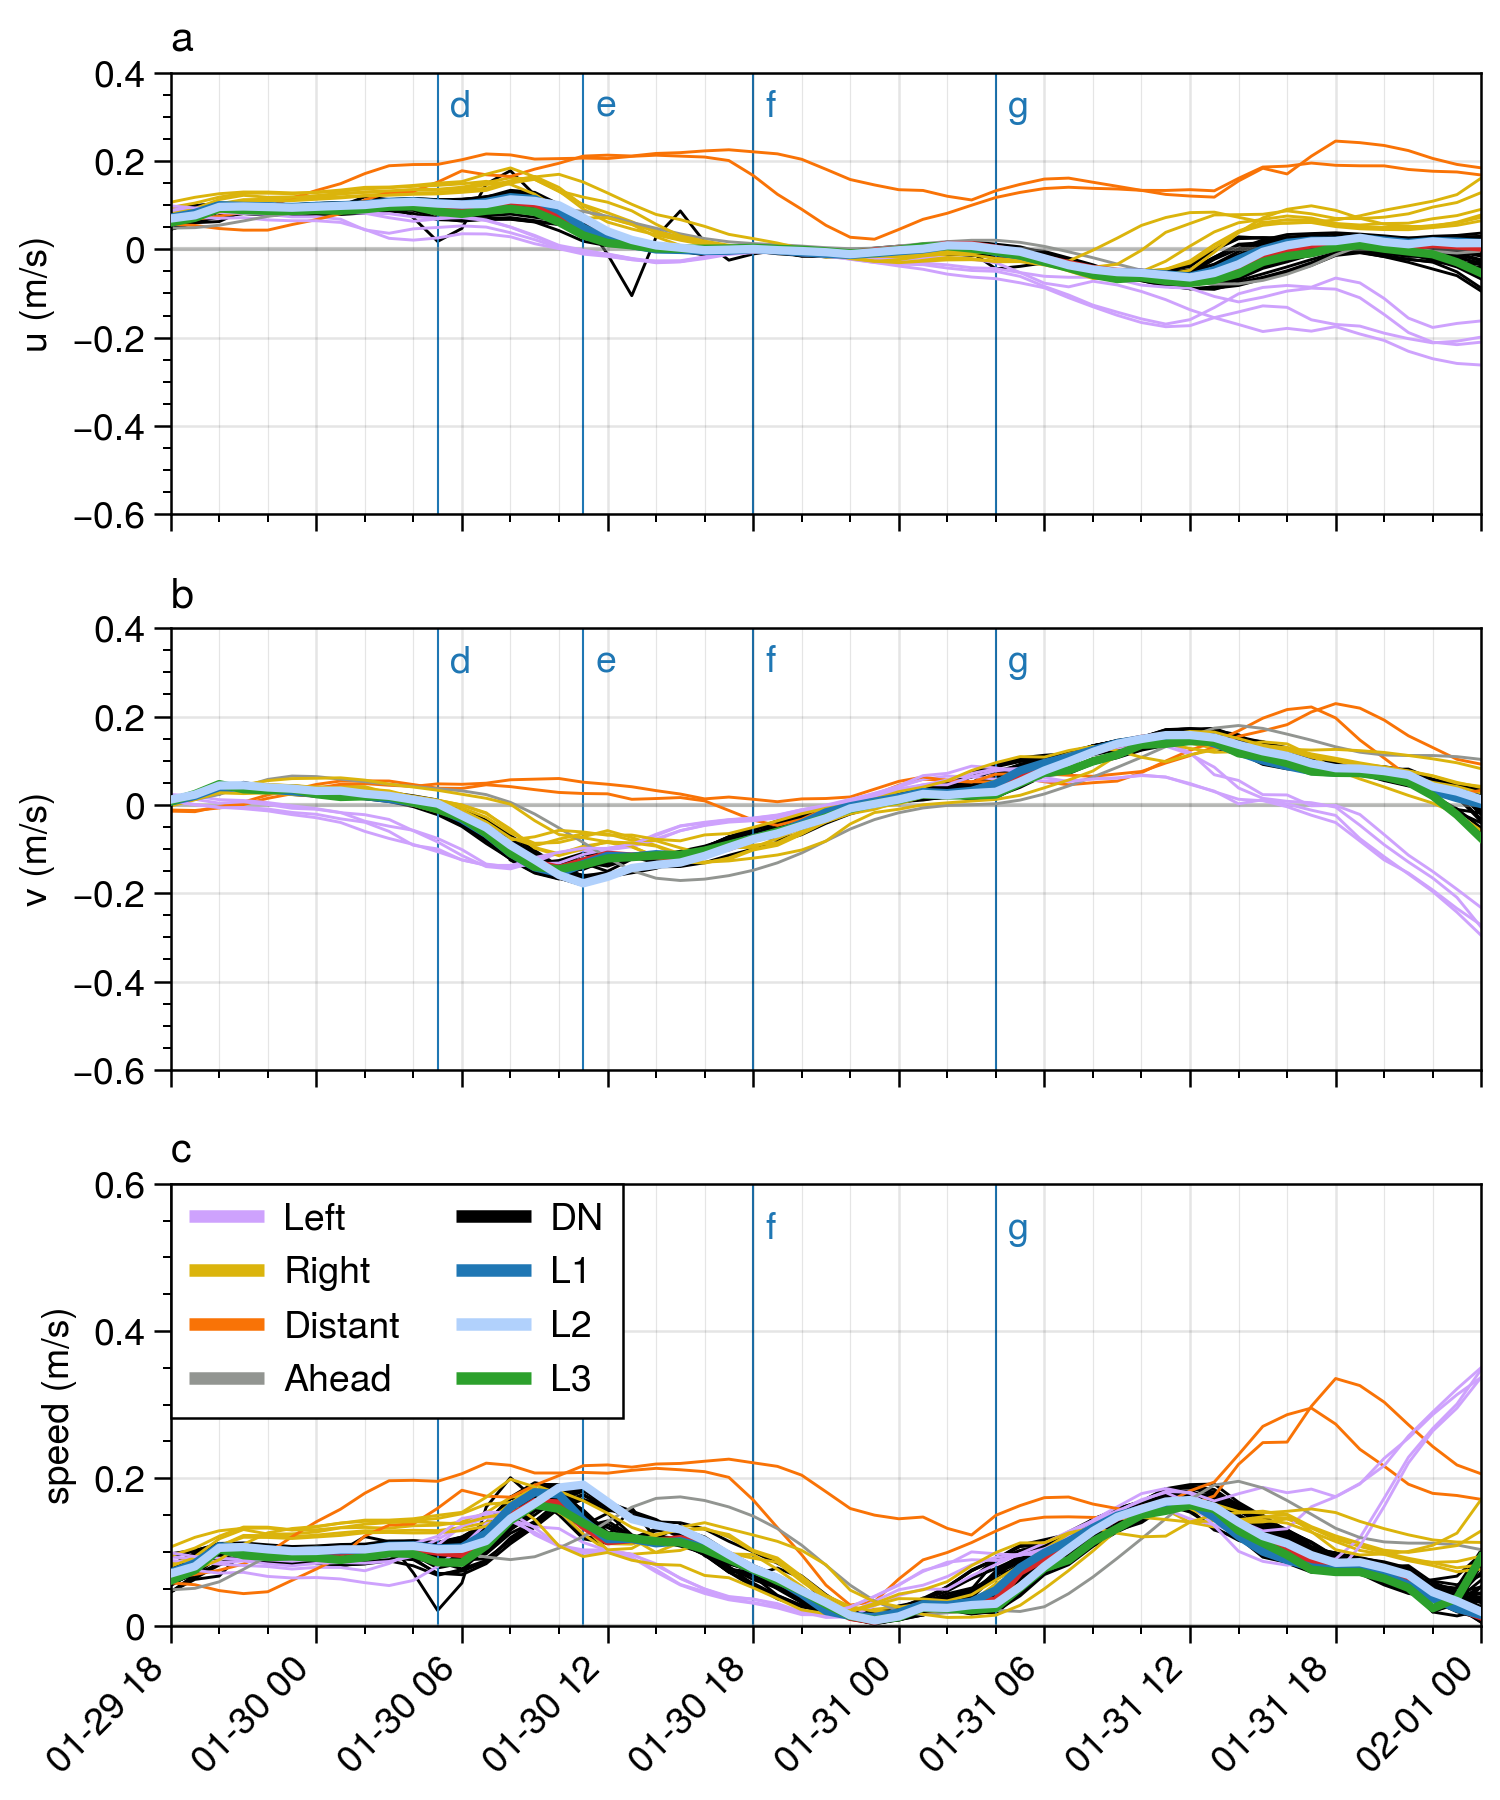 a
0.4
d e f g
0.2
0
−0.2
−0.4
−0.6
u (m/s)
b
0.4
d e f g
0.2
0
−0.2
−0.4
−0.6
v (m/s)
c
0.6
f g
0.4
0.2
0
speed (m/s)
Left DN
Right L1
Distant L2
Ahead L3
01-29 18
01-30 00
01-30 06
01-30 12
01-30 18
01-31 00
01-31 06
01-31 12
01-31 18
02-01 00